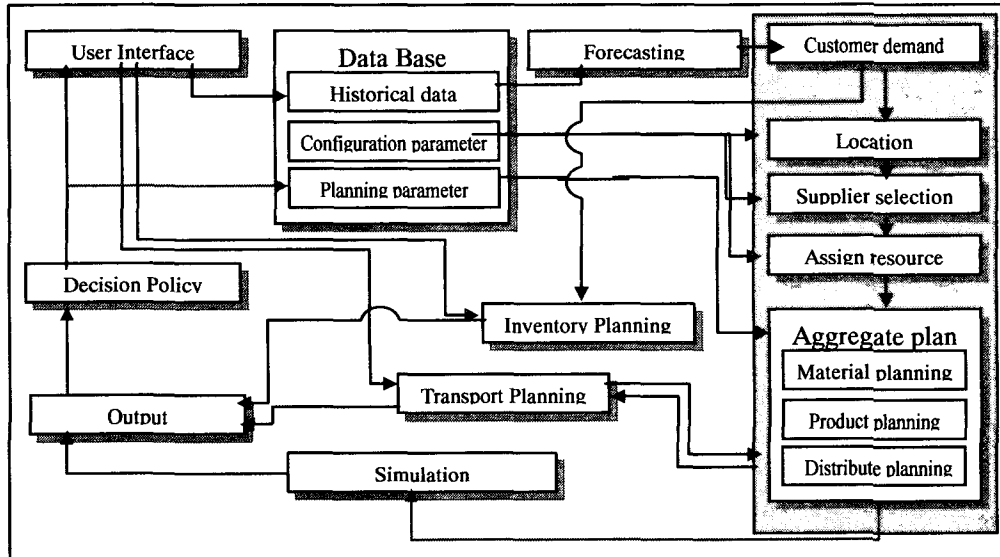 User Interface
Data Base
Historical data
Configuration parameter
Planning parameter
Forecasting
Customer demand
Location
Supplier selection
Assign resource
Aggregate plan
Material planning
Product planning
Distribute planning
Decision Policy
Inventory Planning
Transport Planning
Output
Simulation